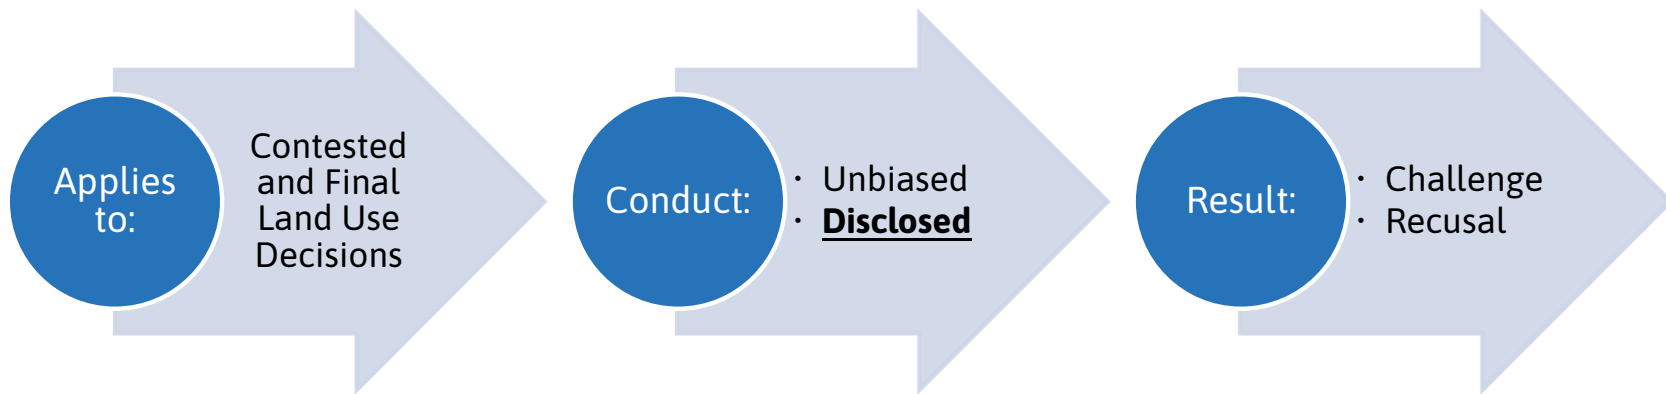 Applies
to:
Contested
and Final
Land Use
Decisions
Conduct:
· Unbiased
· Disclosed
Result:
· Challenge
· Recusal